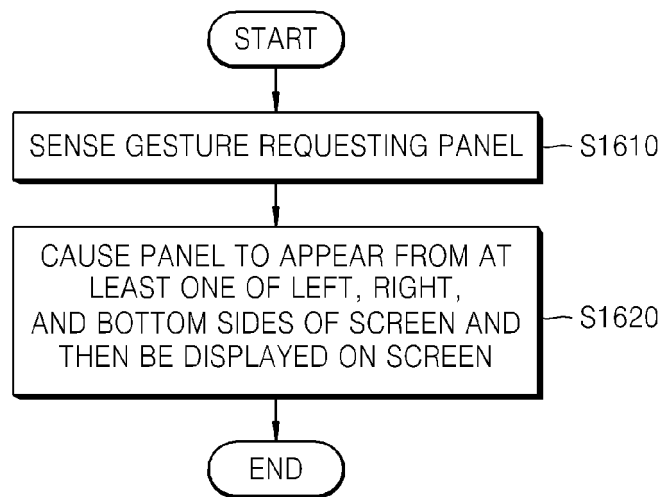 START
SENSE GESTURE REQUESTING PANEL
S1610
CAUSE PANEL TO APPEAR FROM AT
LEAST ONE OF LEFT, RIGHT,
AND BOTTOM SIDES OF SCREEN AND
THEN BE DISPLAYED ON SCREEN
S1620
END